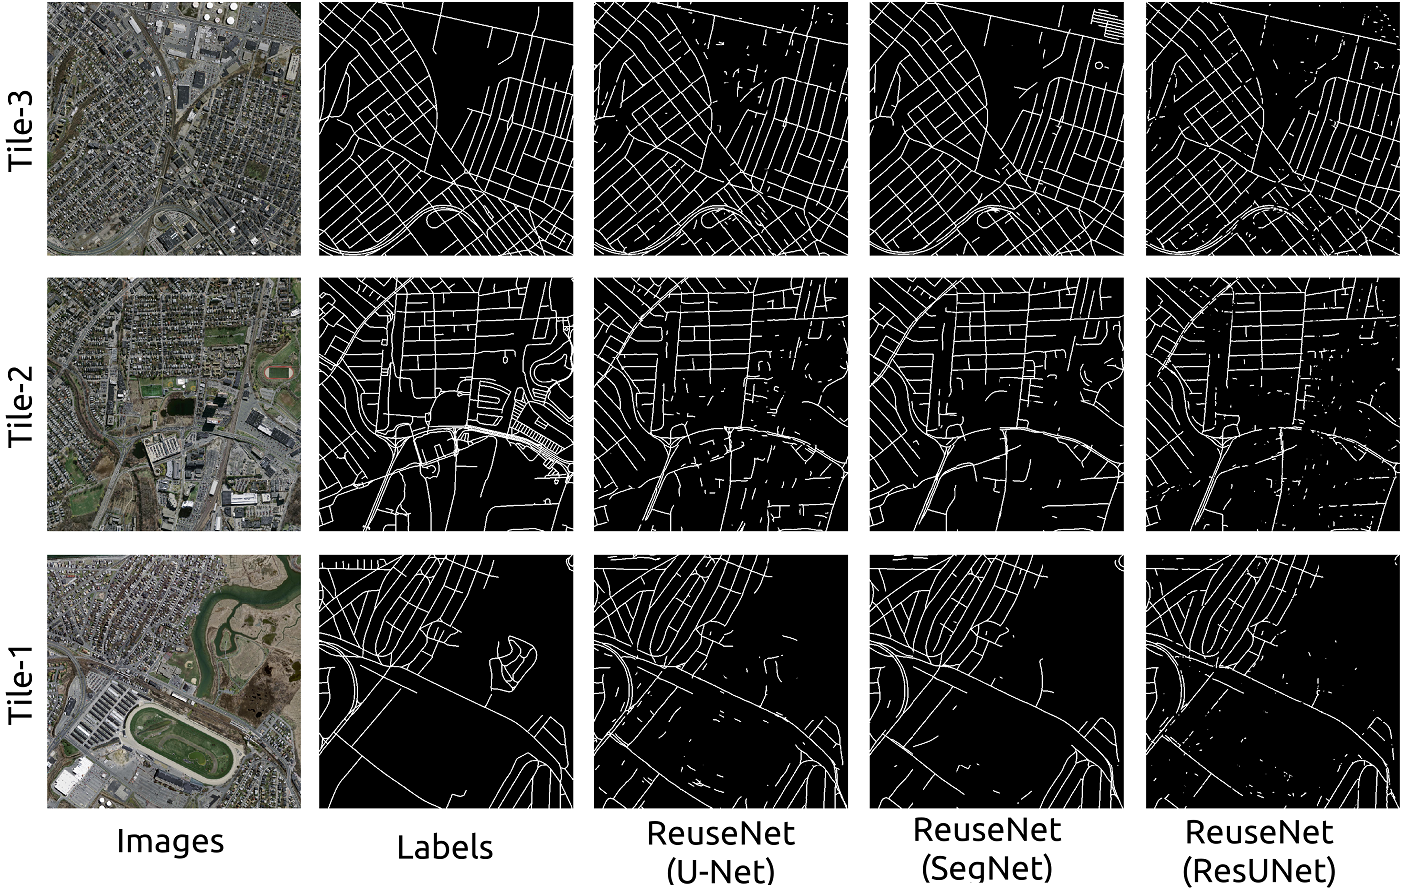 Tile-3
Tile-2
Tile-1
Images
Labels
ReuseNet
(U-Net)
ReuseNet
(SegNet)
ReuseNet
(ResUNet)